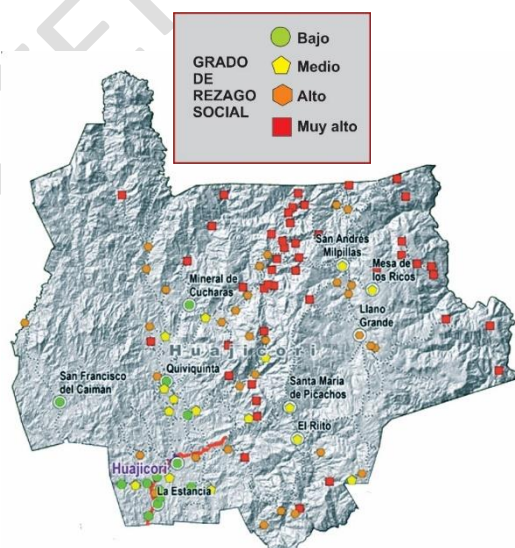 GRADO
DE
REZAGO
SOCIAL
Bajo
Medio
Alto
Muy alto
San Andrés
Milpillas
Mesa de
los Ricos
Mineral de
Cucharas
Llano
Grande
Huajicori
San Francisco
del Caimán
Quiviquinta
Santa María
de Picachos
El Riíto
Huajicori
La Estancia